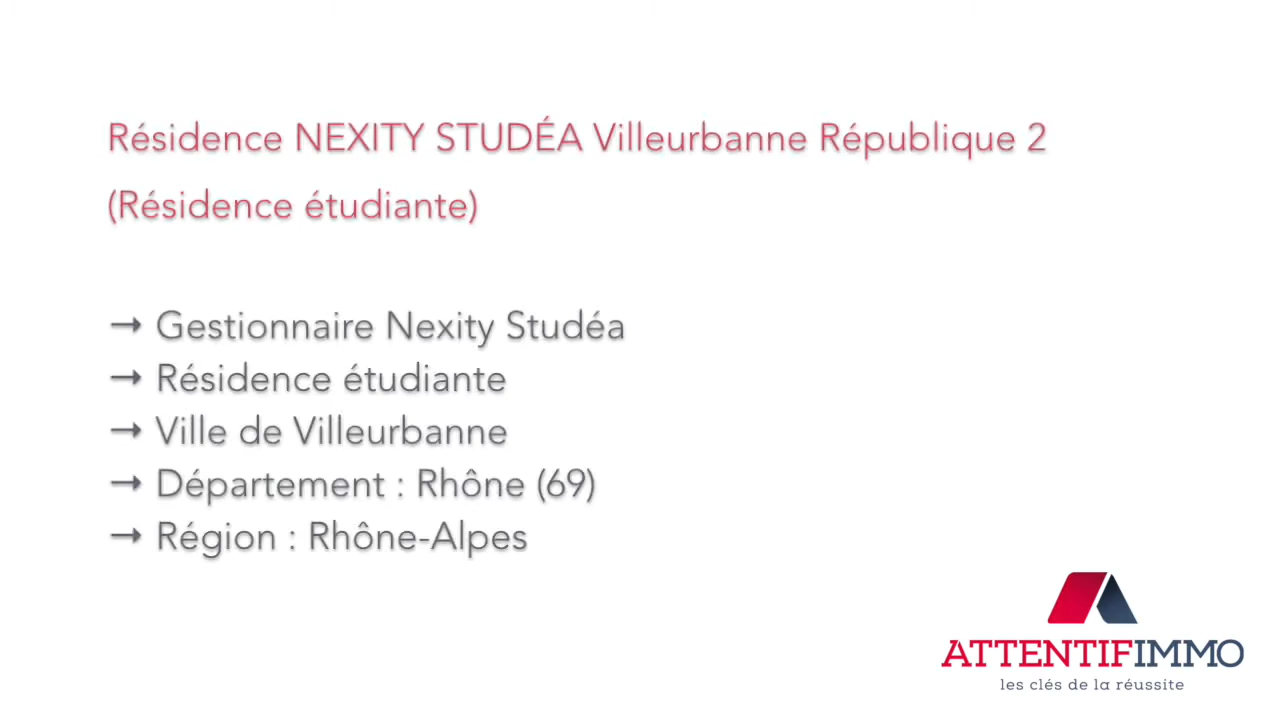 Résidence NEXITY STUDÉA Villeurbanne République 2
(Résidence étudiante)
→ Gestionnaire Nexity Studéa
→ Résidence étudiante
→ Ville de Villeurbanne
→ Département : Rhône (69)
→ Région : Rhône-Alpes
ATTENTIFIMMO
les clés de la réussite